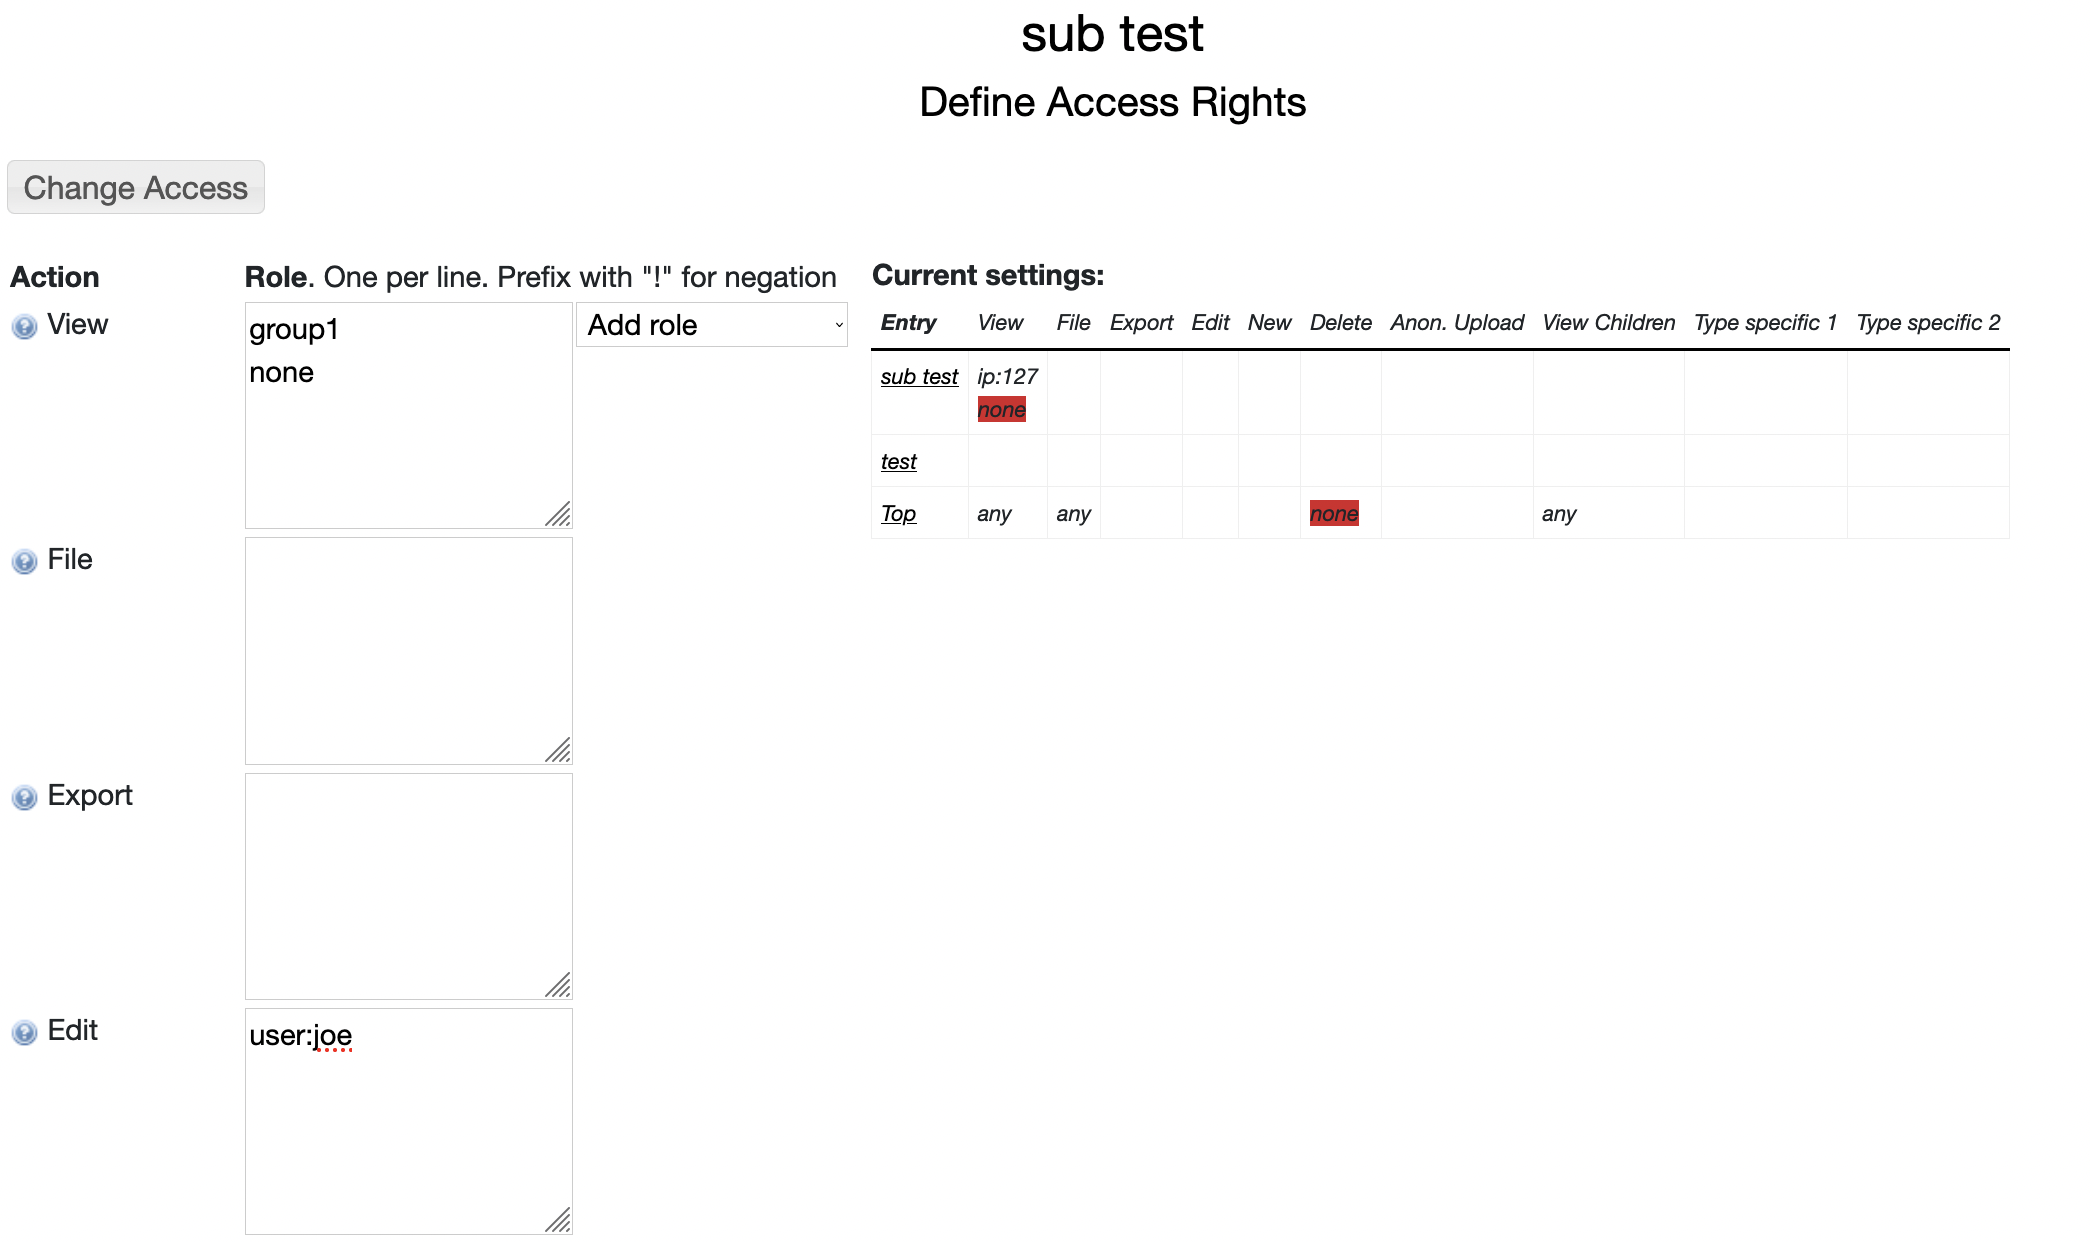 sub test
Define Access Rights
Change Access
Action
Role. One per line. Prefix with "!" for negation
View
group1
none
Add role
File
Export
Edit
user:joe
Current settings:
Entry View File Export Edit New Delete Anon. Upload View Children Type specific 1 Type specific 2
sub test ip:127
none
test
Top any any none any